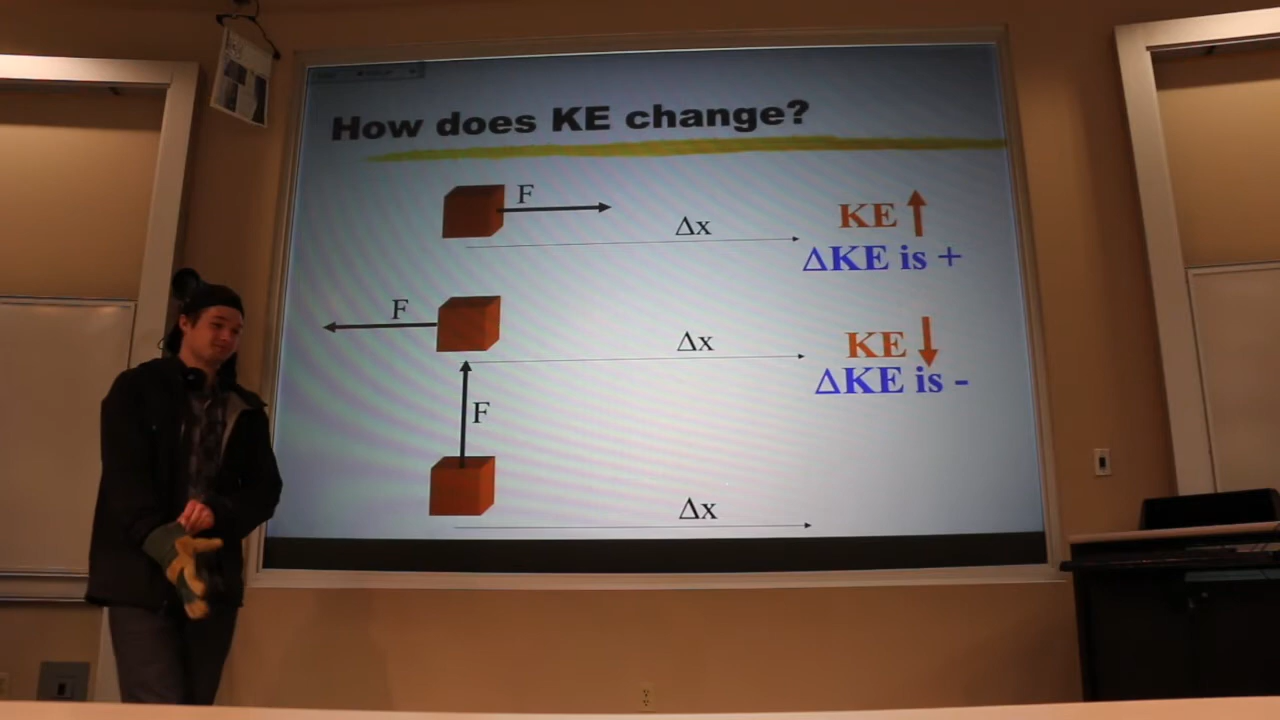 How does KE change?
F
Δx
KE
ΔKE is +
F
Δx
KE
ΔKE is -
F
Δx